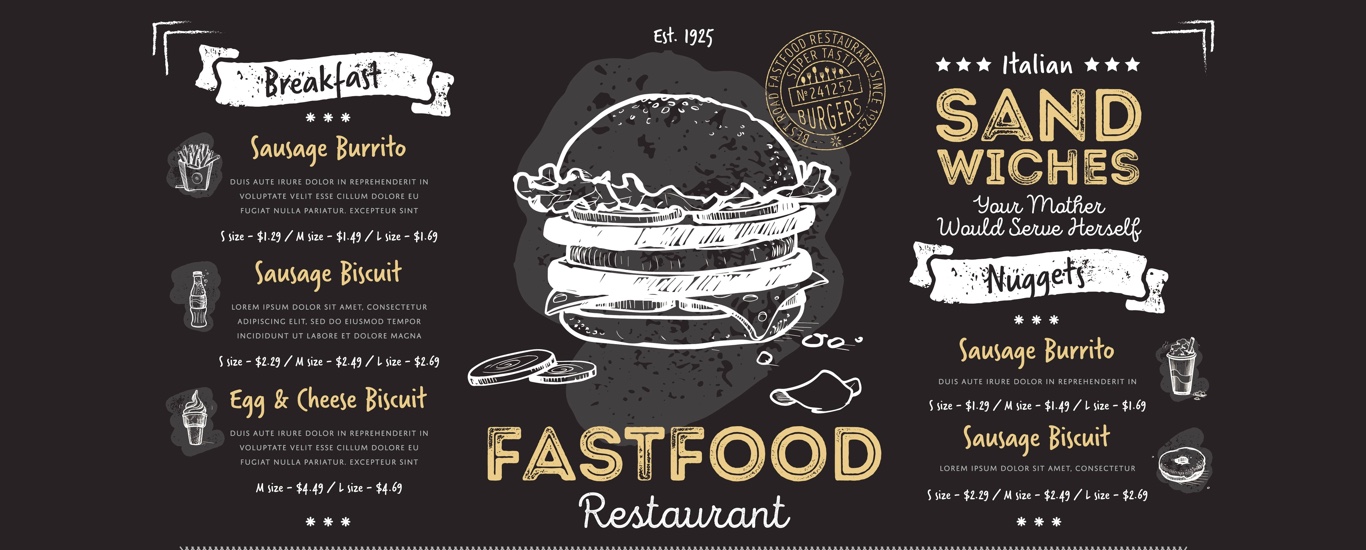 Breakfast
Sausage Burrito
DUIS AUTE IRURE DOLOR IN REPREHENDERIT IN
VOLUPTATE VELIT ESSE CILLUM DOLORE EU
FUGIAT NULLA PARIATUR. EXCEPTEUR SINT
S size – $1.29 / M size – $1.49 / L size – $1.69
Sausage Biscuit
LOREM IPSUM DOLOR SIT AMET, CONSECTETUR
ADIPISCING ELIT, SED DO EIUSMOD TEMPOR
INCIDIDUNT UT LABORE ET DOLORE MAGNA
S size – $2.29 / M size – $2.49 / L size – $2.69
Egg & Cheese Biscuit
DUIS AUTE IRURE DOLOR IN REPREHENDERIT IN
VOLUPTATE VELIT ESSE CILLUM DOLORE EU
FUGIAT NULLA PARIATUR. EXCEPTEUR SINT
M size – $4.49 / L size – $4.69
Est. 1925
BEST ROAD FASTFOOD RESTAURANT SINCE 1925
SUPER TASTY
№241252
BURGERS
FASTFOOD
Restaurant
Italian
SAND
WICHES
Your Mother
Would Serve Herself
Nuggets
Sausage Burrito
DUIS AUTE IRURE DOLOR IN REPREHENDERIT IN
S size – $1.29 / M size – $1.49 / L size – $1.69
Sausage Biscuit
LOREM IPSUM DOLOR SIT AMET, CONSECTETUR
S size – $2.29 / M size – $2.49 / L size – $2.69